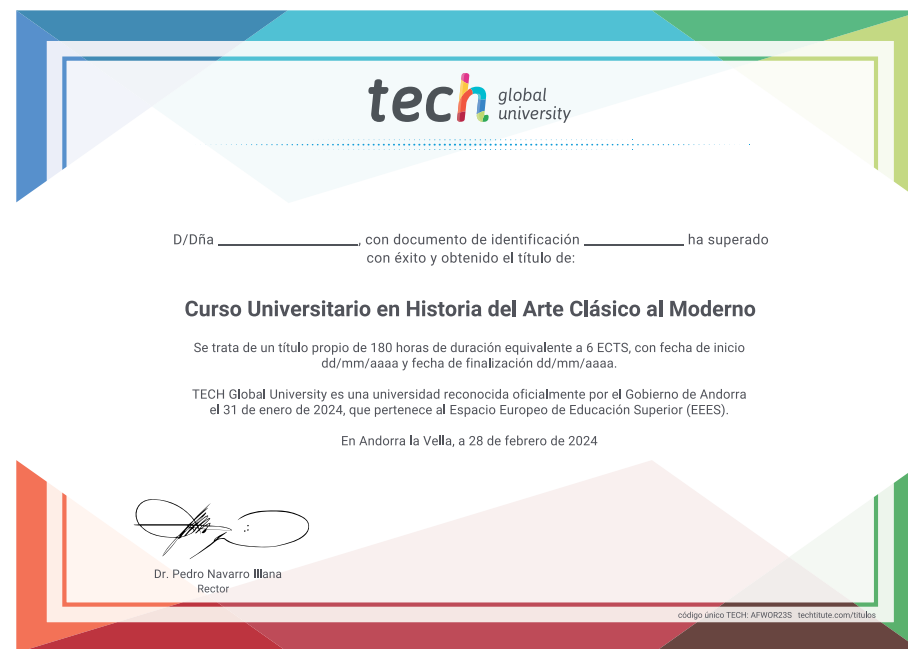 tech global
university
D/Dña ____________________, con documento de identificación ______________ ha superado
con éxito y obtenido el título de:
Curso Universitario en Historia del Arte Clásico al Moderno
Se trata de un título propio de 180 horas de duración equivalente a 6 ECTS, con fecha de inicio
dd/mm/aaaa y fecha de finalización dd/mm/aaaa.
TECH Global University es una universidad reconocida oficialmente por el Gobierno de Andorra
el 31 de enero de 2024, que pertenece al Espacio Europeo de Educación Superior (EEES).
En Andorra la Vella, a 28 de febrero de 2024
Dr. Pedro Navarro Illana
Rector
código único TECH: AFWOR23S techtitute.com/titulos